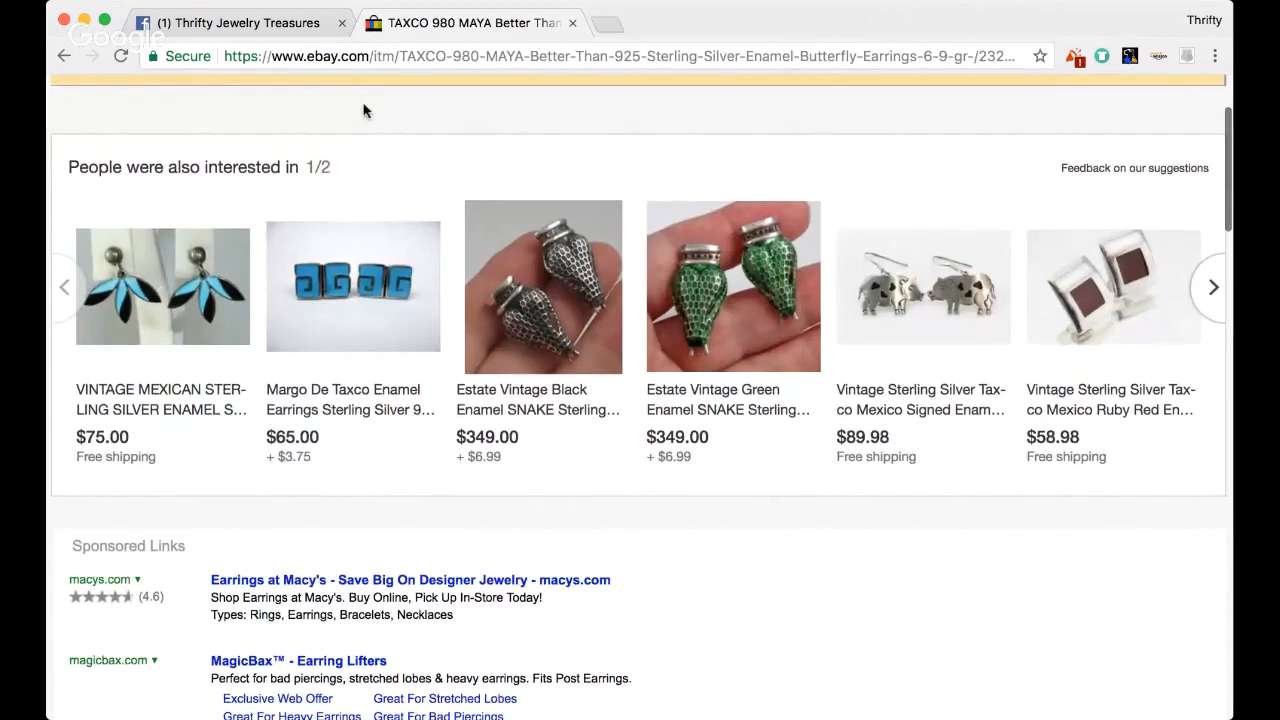 (1) Thrifty Jewelry Treasures
TAXCO 980 MAYA Better Than
Thrifty
Google
Secure
https://www.ebay.com/itm/TAXCO-980-MAYA-Better-Than-925-Sterling-Silver-Enamel-Butterfly-Earrings-6-9-gr-/232...
People were also interested in 1/2
Feedback on our suggestions
VINTAGE MEXICAN STER-
LING SILVER ENAMEL S...
$75.00
Free shipping
Margo De Taxco Enamel
Earrings Sterling Silver 9...
$65.00
+ $3.75
Estate Vintage Black
Enamel SNAKE Sterling...
$349.00
+ $6.99
Estate Vintage Green
Enamel SNAKE Sterling...
$349.00
+ $6.99
Vintage Sterling Silver Tax-
co Mexico Signed Enam...
$89.98
Free shipping
Vintage Sterling Silver Tax-
co Mexico Ruby Red En...
$58.98
Free shipping
Sponsored Links
macys.com
(4.6)
Earrings at Macy's - Save Big On Designer Jewelry - macys.com
Shop Earrings at Macy's. Buy Online, Pick Up In-Store Today!
Types: Rings, Earrings, Bracelets, Necklaces
magicbax.com
MagicBax™ - Earring Lifters
Perfect for bad piercings, stretched lobes & heavy earrings. Fits Post Earrings.
Exclusive Web Offer
Great For Stretched Lobes
Great For Heavy Earrings
Great For Bad Piercings